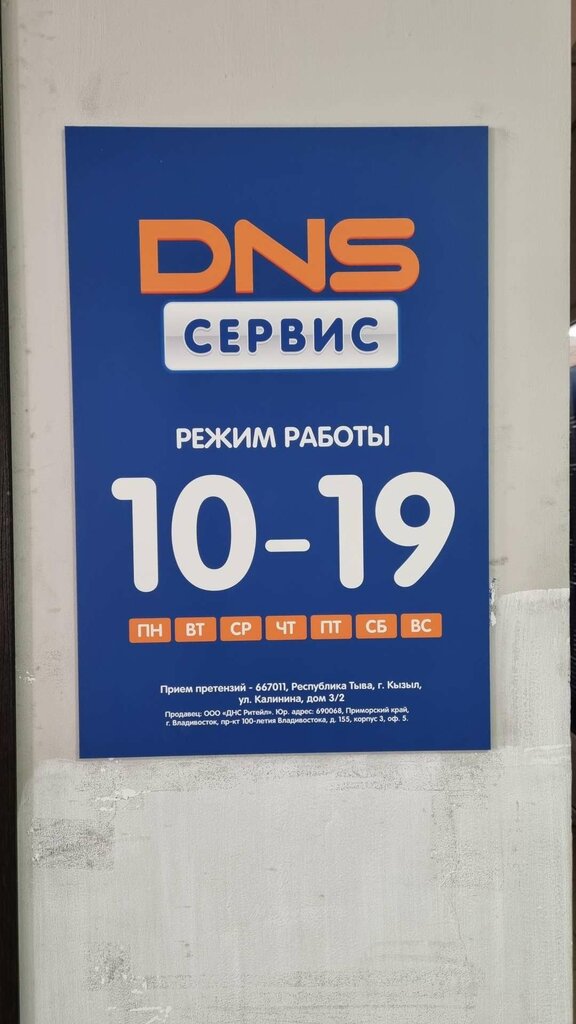 DNS
СЕРВИС
РЕЖИМ РАБОТЫ
10-19
ПН ВТ СР ЧТ ПТ СБ ВС
Прием претензий - 667011, Республика Тыва, г. Кызыл,
ул. Калинина, дом 3/2
Продавец: ООО «ДНС Ритейл». Юр. адрес: 690068, Приморский край,
г. Владивосток, пр-кт 100-летия Владивостока, д. 155, корпус 3, оф. 5.